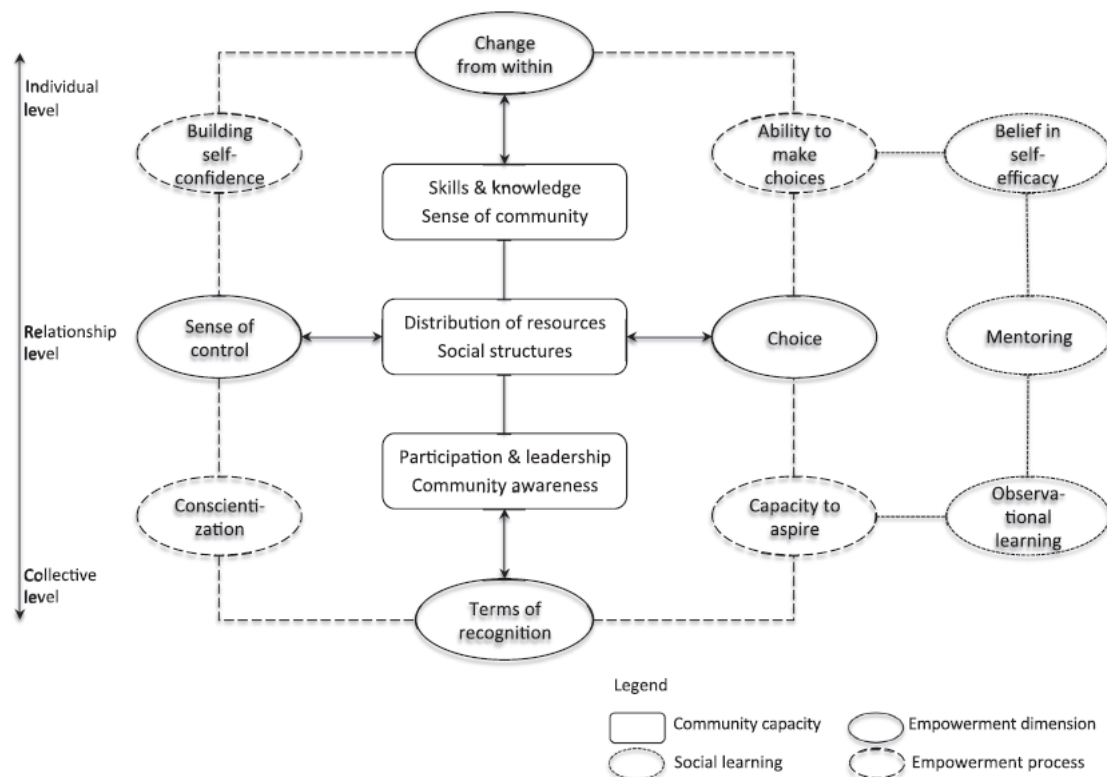 Change
from within
Individual
level
Building
self-
confidence
Ability to
make
choices
Belief in
self-
efficacy
Skills & knowledge
Sense of community
Relationship
level
Sense of
control
Distribution of resources
Social structures
Choice
Mentoring
Participation & leadership
Community awareness
Conscienti-
zation
Capacity to
aspire
Observa-
tional
learning
Collective
level
Terms of
recognition
Legend
Community capacity
Empowerment dimension
Social learning
Empowerment process